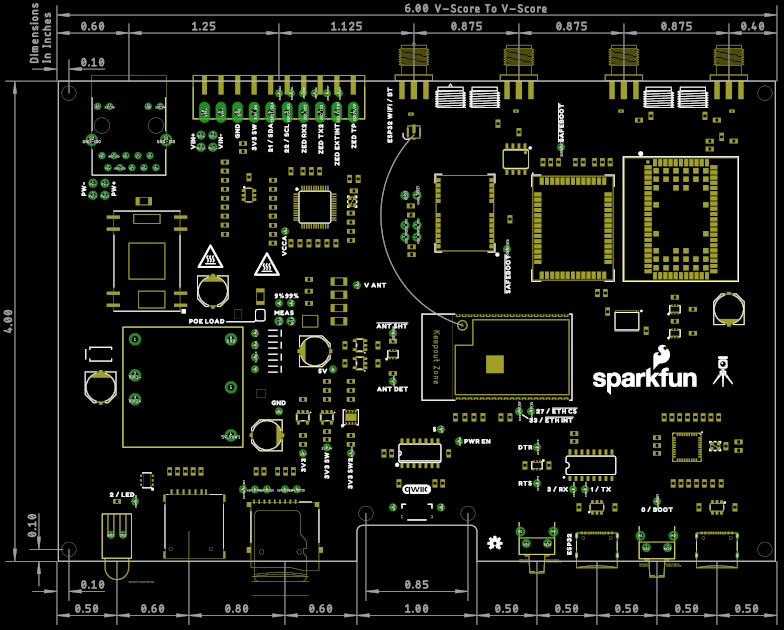 6.00 V-Score To V-Score
Dimensions
In Inches
0.60
1.25
1.125
0.875
0.875
0.875
0.40
0.10
ESP32 WIFI / BT
SAFEBOOT
VIN+
VIN-
GND
3V3 SW
21 / SDA
22 / SCL
ZED RX2
ZED TX2
ZED EXTINT
ZED TP
PW-
PW+
VCCA
SAFEBOOT
V ANT
9%
99%
MEAS
POE LOAD
4.00
ANT SHT
5V
ANT DET
Keepout Zone
sparkfun
GND
27 / ETH CS
33 / ETH INT
5
PWR EN
DTR
3V3
3V3 SW
3V3 SW2
RTS
3 / RX
1 / TX
qwiic
2 / LED
0 / BOOT
0.10
ESP32
0.10
0.85
0.50
0.60
0.80
0.60
1.00
0.50
0.50
0.50
0.50